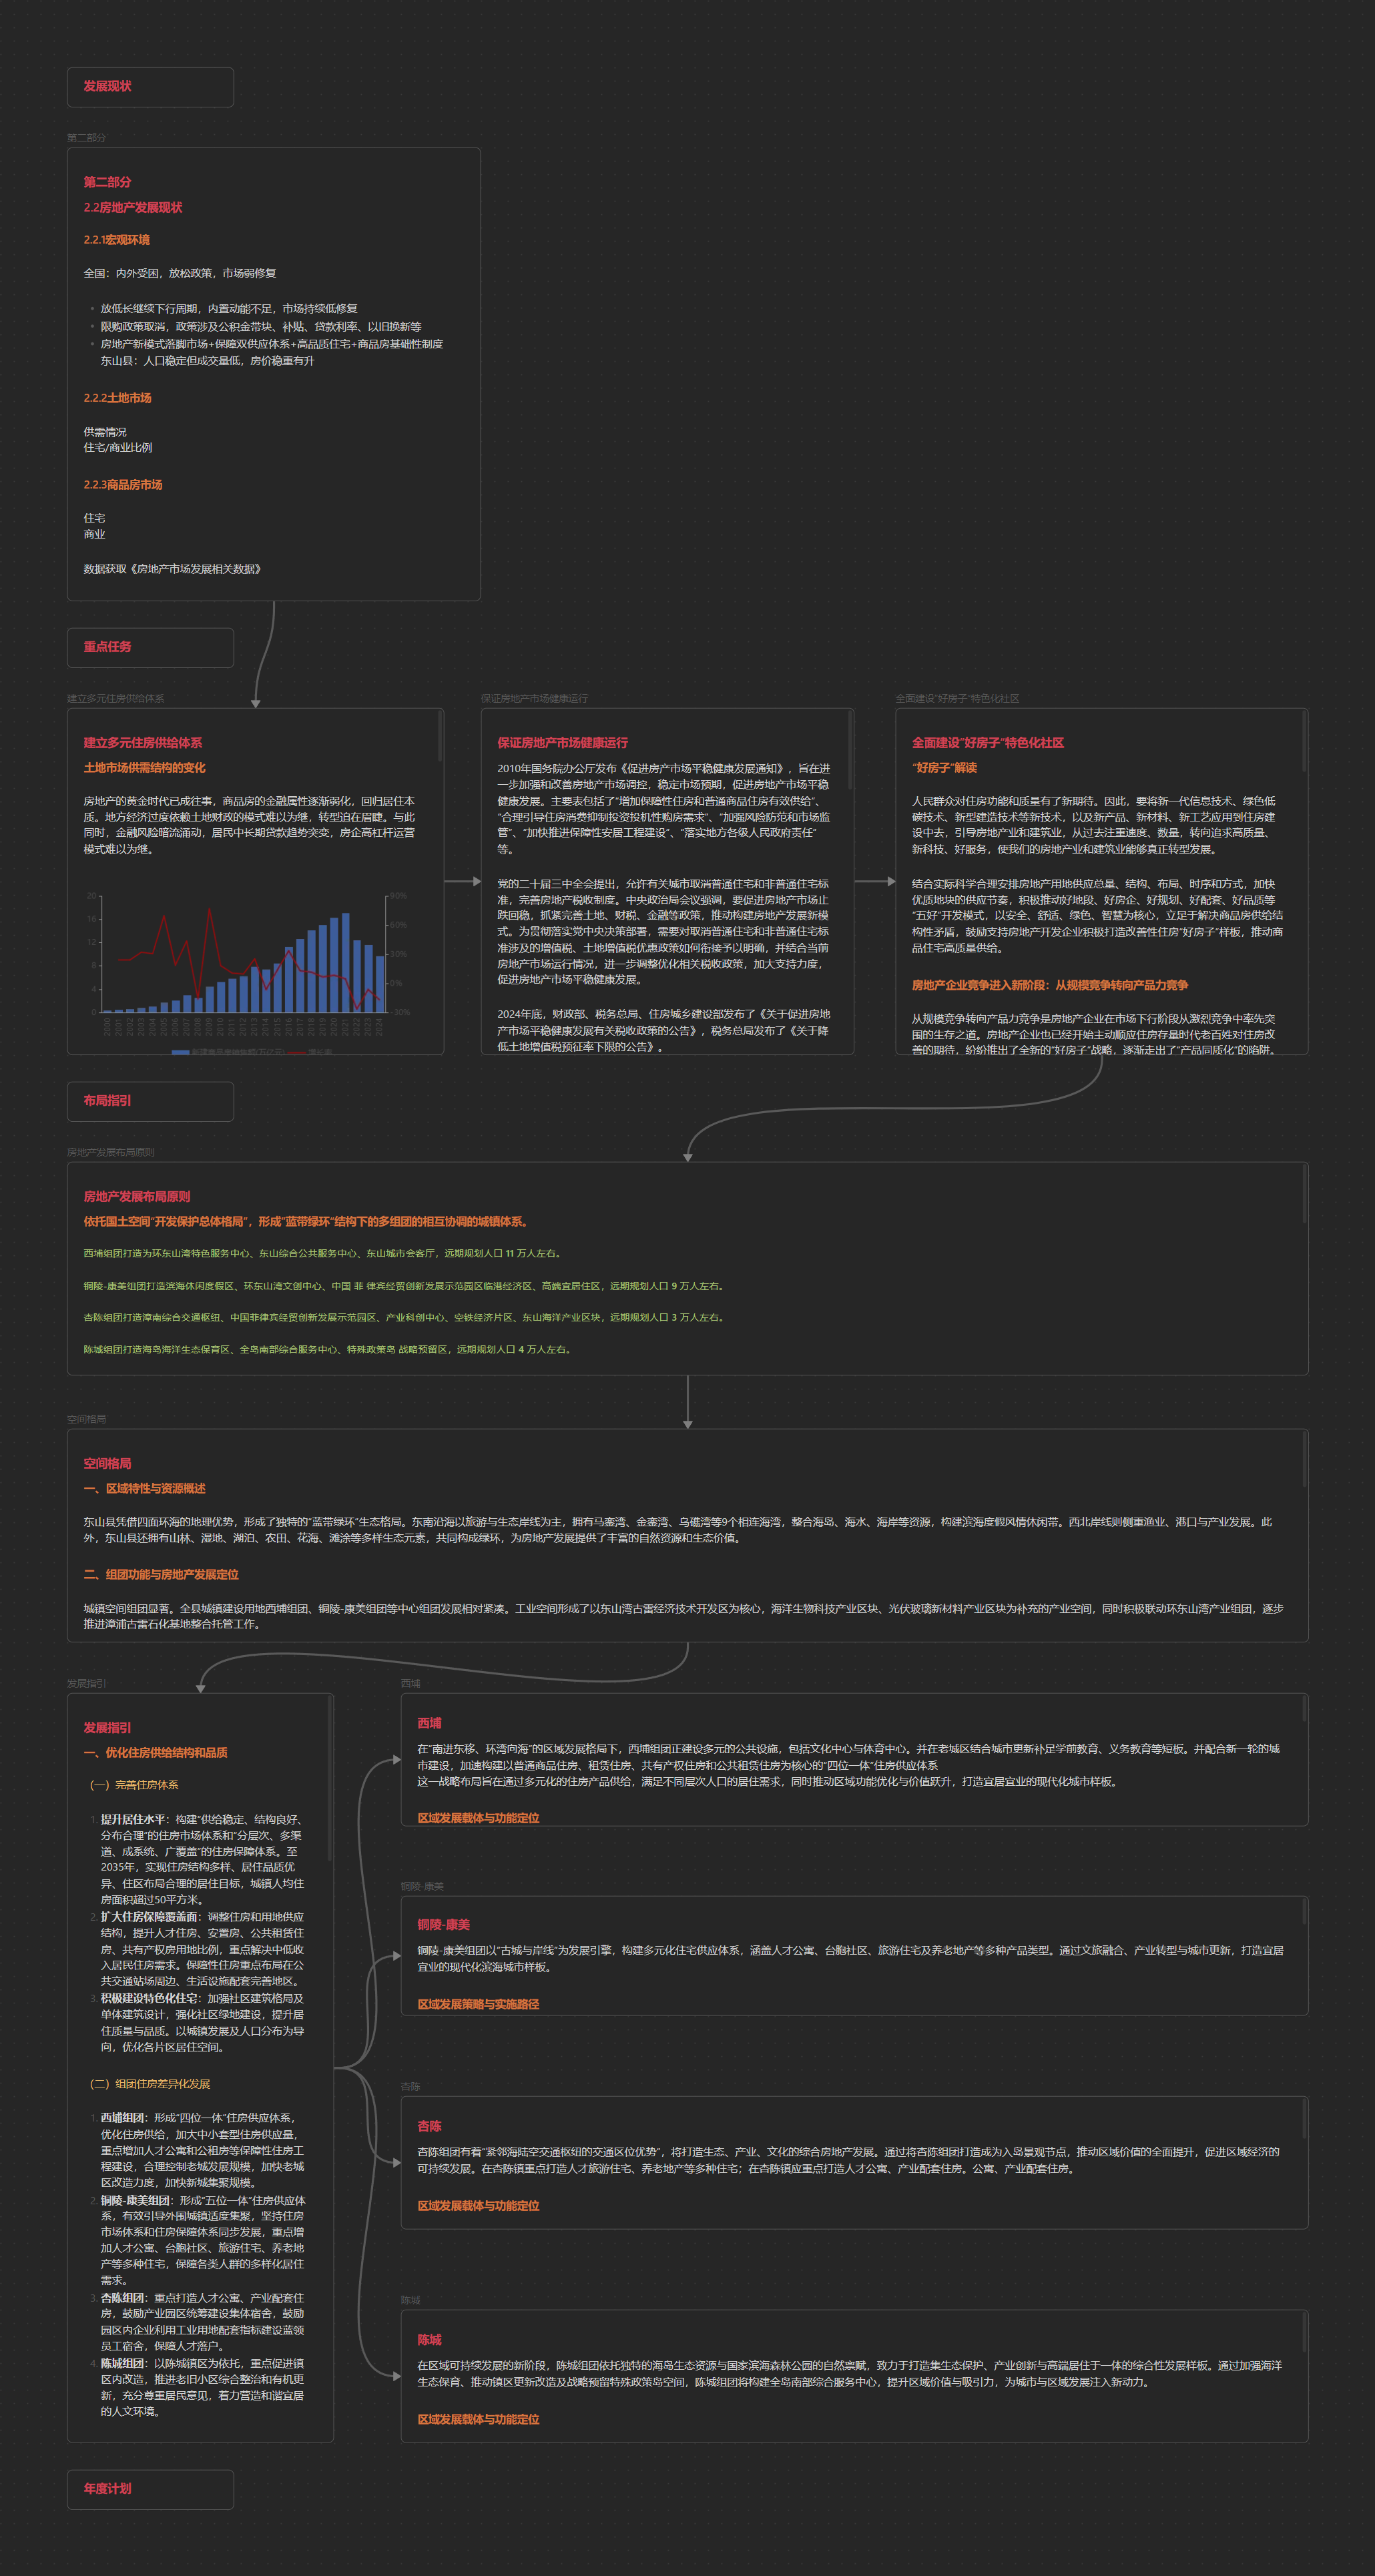 发展现状
第二部分
第二部分
2.2房地产发展现状
2.2.1宏观环境
全国：内外受困，放松政策，市场弱修复
放低长继续下行周期，内置动能不足，市场持续低修复
限购政策取消，政策涉及公积金带块、补贴、贷款利率、以旧换新等
房地产新模式落脚市场+保障双供应体系+高品质住宅+商品房基础性制度
东山县：人口稳定但成交量低，房价稳重有升
2.2.2土地市场
供需情况
住宅/商业比例
2.2.3商品房市场
住宅
商业
数据获取《房地产市场发展相关数据》
重点任务
建立多元住房供给体系
建立多元住房供给体系
土地市场供需结构的变化
房地产的黄金时代已成往事，商品房的金融属性逐渐弱化，回归居住本
质。地方经济过度依赖土地财政的模式难以为继，转型迫在眉睫。与此
同时，金融风险暗流涌动，居民中长期贷款趋势突变，房企高杠杆运营
模式难以为继。
20 16 12 8 4 0
90% 60% 30% 0% -30%
2000 2001 2002 2003 2004 2005 2006 2007 2008 2009 2010 2011 2012 2013 2014 2015 2016 2017 2018 2019 2020 2021 2022 2023 2024
保证房地产市场健康运行
保证房地产市场健康运行
2010年国务院办公厅发布《促进房产市场平稳健康发展通知》，旨在进
一步加强和改善房地产市场调控，稳定市场预期，促进房地产市场平稳
健康发展。主要表包括了“增加保障性住房和普通商品住房有效供给”、
“合理引导住房消费抑制投资投机性购房需求”、“加强风险防范和市场监
管”、“加快推进保障性安居工程建设”、“落实地方各级人民政府责任”
等。
党的二十届三中全会提出，允许有关城市取消普通住宅和非普通住宅标
准，完善房地产税收制度。中央政治局会议强调，要促进房地产市场止
跌回稳，抓紧完善土地、财税、金融等政策，推动构建房地产发展新模
式。为贯彻落实党中央决策部署，需要对取消普通住宅和非普通住宅标
准涉及的增值税、土地增值税优惠政策如何衔接予以明确，并结合当前
房地产市场运行情况，进一步调整优化相关税收政策，加大支持力度，
促进房地产市场平稳健康发展。
2024年底，财政部、税务总局、住房城乡建设部发布了《关于促进房地
产市场平稳健康发展有关税收政策的公告》，税务总局发布了《关于降
低土地增值税预征率下限的公告》。
全面建设“好房子”特色化社区
全面建设“好房子”特色化社区
“好房子”解读
人民群众对住房功能和质量有了新期待。因此，要将新一代信息技术、绿色低
碳技术、新型建造技术等新技术，以及新产品、新材料、新工艺应用到住房建
设中去，引导房地产业和建筑业，从过去注重速度、数量，转向追求高质量、
新科技、好服务，使我们的房地产业和建筑业能够真正转型发展。
结合实际科学合理安排房地产用地供应总量、结构、布局、时序和方式，加快
优质地块的供应节奏，积极推动好地段、好房企、好规划、好配套、好品质等
“五好”开发模式，以安全、舒适、绿色、智慧为核心，立足于解决商品房供给结
构性矛盾，鼓励支持房地产开发企业积极打造改善性住房“好房子”样板，推动商
品住宅高质量供给。
房地产企业竞争进入新阶段：从规模竞争转向产品力竞争
从规模竞争转向产品力竞争是房地产企业在市场下行阶段从激烈竞争中率先突
围的生存之道。房地产企业也已经开始主动顺应住房存量时代老百姓对住房改
善的期待，纷纷推出了全新的“好房子”战略，逐渐走出了“产品同质化”的陷阱。
布局指引
房地产发展布局原则
房地产发展布局原则
依托国土空间“开发保护总体格局”，形成“蓝带绿环”结构下的多组团的相互协调的城镇体系。
西埔组团打造为环东山湾特色服务中心、东山综合公共服务中心、东山城市会客厅，远期规划人口 11 万人左右。
铜陵-康美组团打造滨海休闲度假区、环东山湾文创中心、中国 菲 律宾经贸创新发展示范园区临港经济区、高端宜居住区，远期规划人口 9 万人左右。
杏陈组团打造漳南综合交通枢纽、中国菲律宾经贸创新发展示范园区、产业科创中心、空铁经济片区、东山海洋产业区块，远期规划人口 3 万人左右。
陈城组团打造海岛海洋生态保育区、全岛南部综合服务中心、特殊政策岛 战略预留区，远期规划人口 4 万人左右。
空间格局
空间格局
一、区域特性与资源概述
东山县凭借四面环海的地理优势，形成了独特的“蓝带绿环”生态格局。东南沿海以旅游与生态岸线为主，拥有马銮湾、金銮湾、乌礁湾等9个相连海湾，整合海岛、海水、海岸等资源，构建滨海度假风情休闲带。西北岸线则侧重渔业、港口与产业发展。此
外，东山县还拥有山林、湿地、湖泊、农田、花海、滩涂等多样生态元素，共同构成绿环，为房地产发展提供了丰富的自然资源和生态价值。
二、组团功能与房地产发展定位
城镇空间组团显著。全县城镇建设用地西埔组团、铜陵-康美组团等中心组团发展相对紧凑。工业空间形成了以东山湾古雷经济技术开发区为核心，海洋生物科技产业区块、光伏玻璃新材料产业区块为补充的产业空间，同时积极联动环东山湾产业组团，逐步
推进漳浦古雷石化基地整合托管工作。
发展指引
发展指引
一、优化住房供给结构和品质
（一）完善住房体系
1. 提升居住水平：构建“供给稳定、结构良好、
分布合理”的住房市场体系和“分层次、多渠
道、成系统、广覆盖”的住房保障体系。至
2035年，实现住房结构多样、居住品质优
异、住区布局合理的居住目标，城镇人均住
房面积超过50平方米。
2. 扩大住房保障覆盖面：调整住房和用地供应
结构，提升人才住房、安置房、公共租赁住
房、共有产权房用地比例，重点解决中低收
入居民住房需求。保障性住房重点布局在公
共交通站场周边、生活设施配套完善地区。
3. 积极建设特色化住宅：加强社区建筑格局及
单体建筑设计，强化社区绿地建设，提升居
住质量与品质。以城镇发展及人口分布为导
向，优化各片区居住空间。
（二）组团住房差异化发展
1. 西埔组团：形成“四位一体”住房供应体系，
优化住房供给，加大中小套型住房供应量，
重点增加人才公寓和公租房等保障性住房工
程建设，合理控制老城发展规模，加快老城
区改造力度，加快新城集聚规模。
2. 铜陵-康美组团：形成“五位一体”住房供应体
系，有效引导外围城镇适度集聚，坚持住房
市场体系和住房保障体系同步发展，重点增
加人才公寓、台胞社区、旅游住宅、养老地
产等多种住宅，保障各类人群的多样化居住
需求。
3. 杏陈组团：重点打造人才公寓、产业配套住
房，鼓励产业园区统筹建设集体宿舍，鼓励
园区内企业利用工业用地配套指标建设蓝领
员工宿舍，保障人才落户。
4. 陈城组团：以陈城镇区为依托，重点促进镇
区内改造，推进老旧小区综合整治和有机更
新，充分尊重居民意见，着力营造和谐宜居
的人文环境。
西埔
西埔
在“南进东移、环湾向海”的区域发展格局下，西埔组团正建设多元的公共设施，包括文化中心与体育中心。并在老城区结合城市更新补足学前教育、义务教育等短板。并配合新一轮的城
市建设，加速构建以普通商品住房、租赁住房、共有产权住房和公共租赁住房为核心的“四位一体”住房供应体系
这一战略布局旨在通过多元化的住房产品供给，满足不同层次人口的居住需求，同时推动区域功能优化与价值跃升，打造宜居宜业的现代化城市样板。
区域发展载体与功能定位
铜陵-康美
铜陵-康美
铜陵-康美组团以“古城与岸线”为发展引擎，构建多元化住宅供应体系，涵盖人才公寓、台胞社区、旅游住宅及养老地产等多种产品类型。通过文旅融合、产业转型与城市更新，打造宜居
宜业的现代化滨海城市样板。
区域发展策略与实施路径
杏陈
杏陈
杏陈组团有着“紧邻海陆空交通枢纽的交通区位优势”，将打造生态、产业、文化的综合房地产发展。通过将杏陈组团打造成为入岛景观节点，推动区域价值的全面提升，促进区域经济的
可持续发展。在杏陈镇重点打造人才旅游住宅、养老地产等多种住宅；在杏陈镇应重点打造人才公寓、产业配套住房。公寓、产业配套住房。
区域发展载体与功能定位
陈城
陈城
在区域可持续发展的新阶段，陈城组团依托独特的海岛生态资源与国家滨海森林公园的自然禀赋，致力于打造集生态保护、产业创新与高端居住于一体的综合性发展样板。通过加强海洋
生态保育、推动镇区更新改造及战略预留特殊政策岛空间，陈城组团将构建全岛南部综合服务中心，提升区域价值与吸引力，为城市与区域发展注入新动力。
区域发展载体与功能定位
年度计划